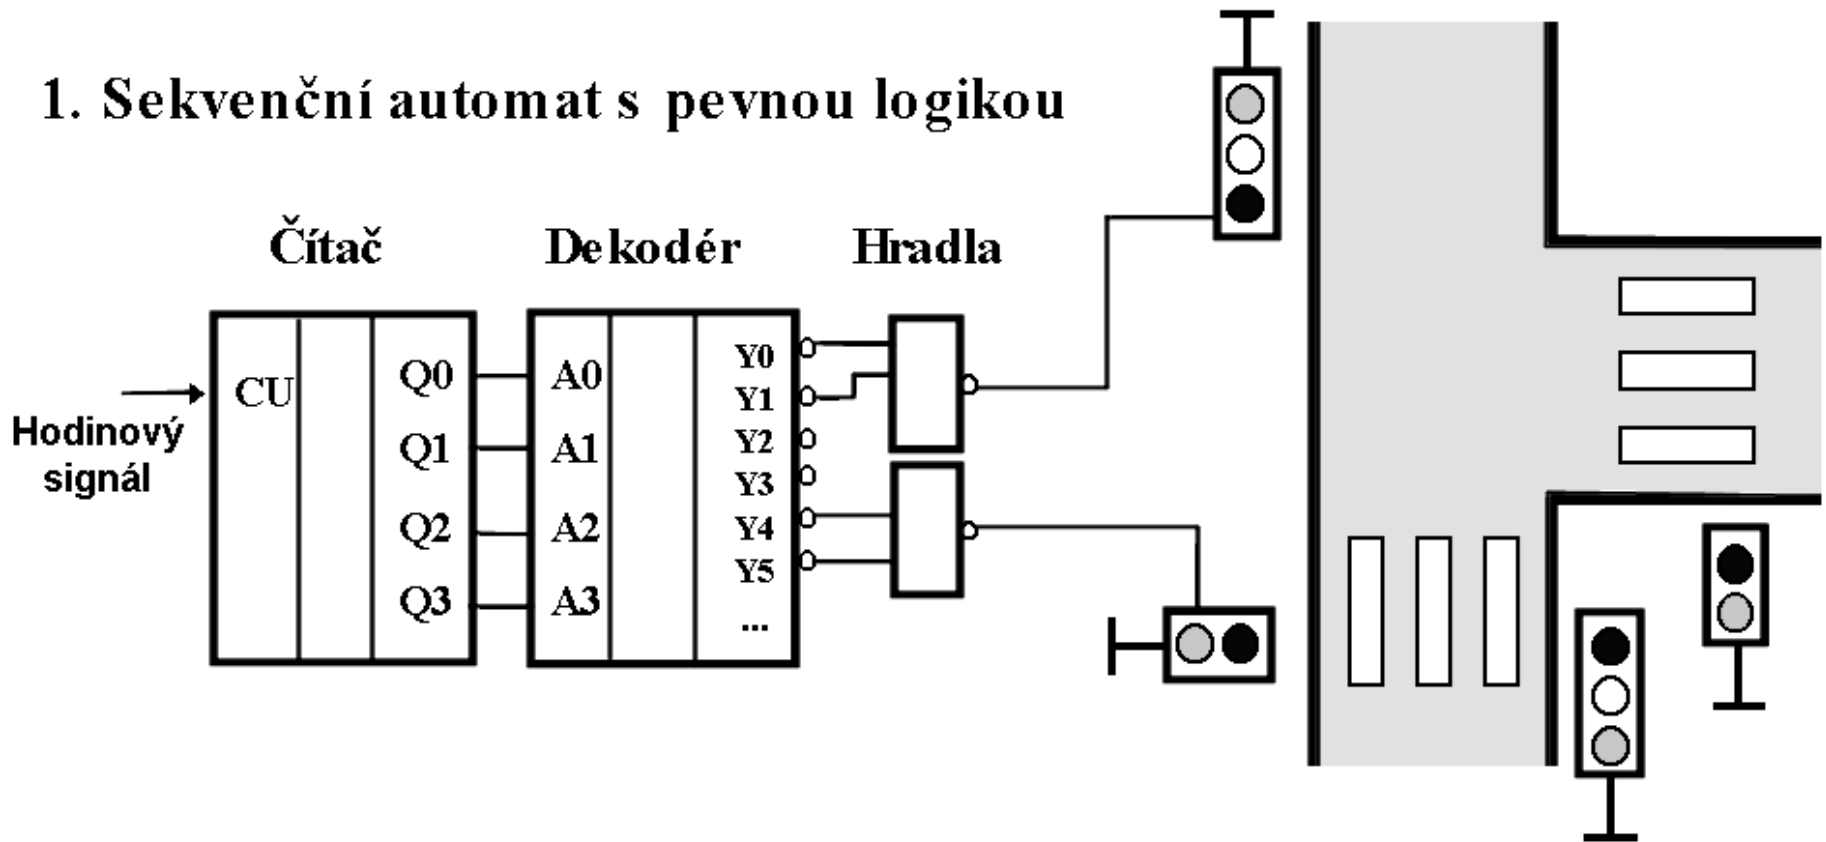 1. Sekvenční automat s pevnou logikou
Čítač
Dekodér
Hradla
Hodinový
signál
CU
Q0
Q1
Q2
Q3
A0
A1
A2
A3
Y0
Y1
Y2
Y3
Y4
Y5
...